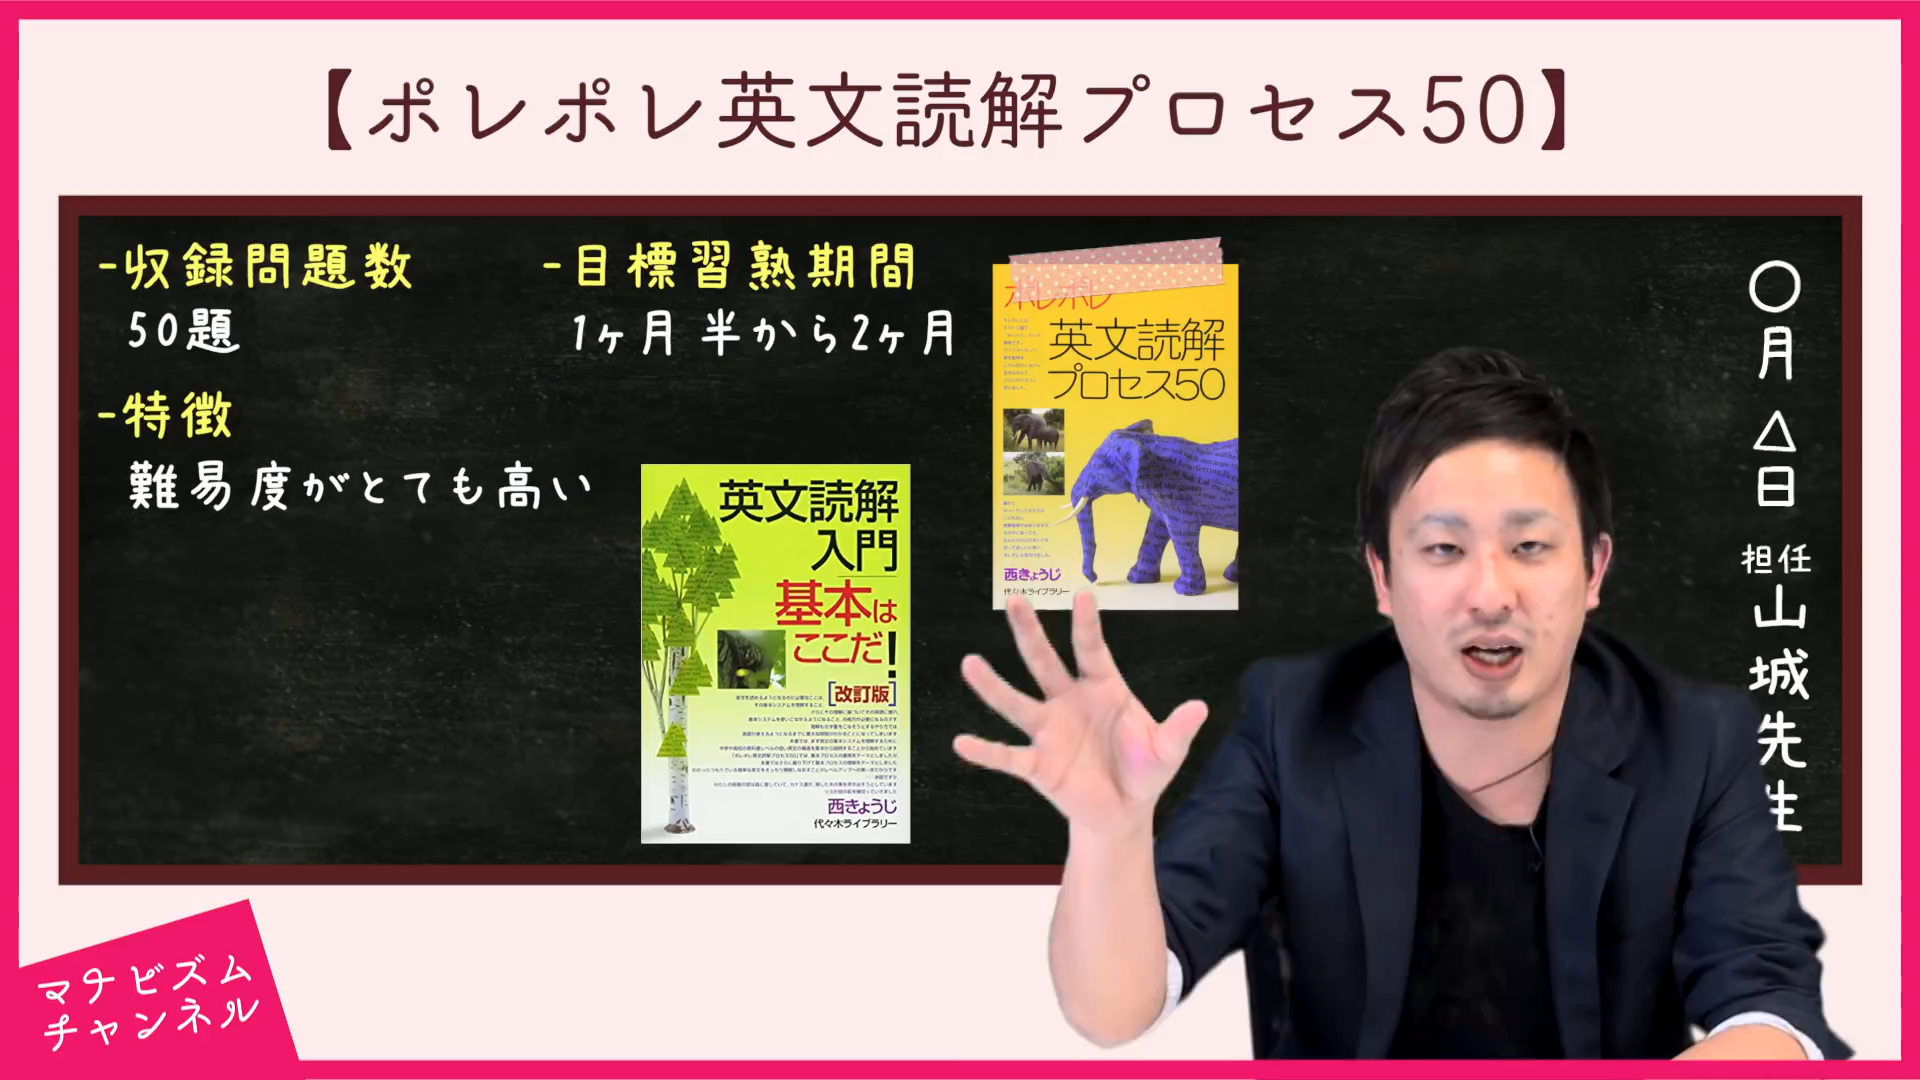 【ポレポレ英文読解プロセス50】
-収録問題数
50題
-目標習熟期間
1ヶ月半から2ヶ月
-特徴
難易度がとても高い
英文読解
入門
基本は
ここだ!
[改訂版]
西きょうじ
代々木ライブラリー
ポレポレ
英文読解
プロセス50
西きょうじ
代々木ライブラリー
〇月△日
担任
山城先生
マナビズム
チャンネル